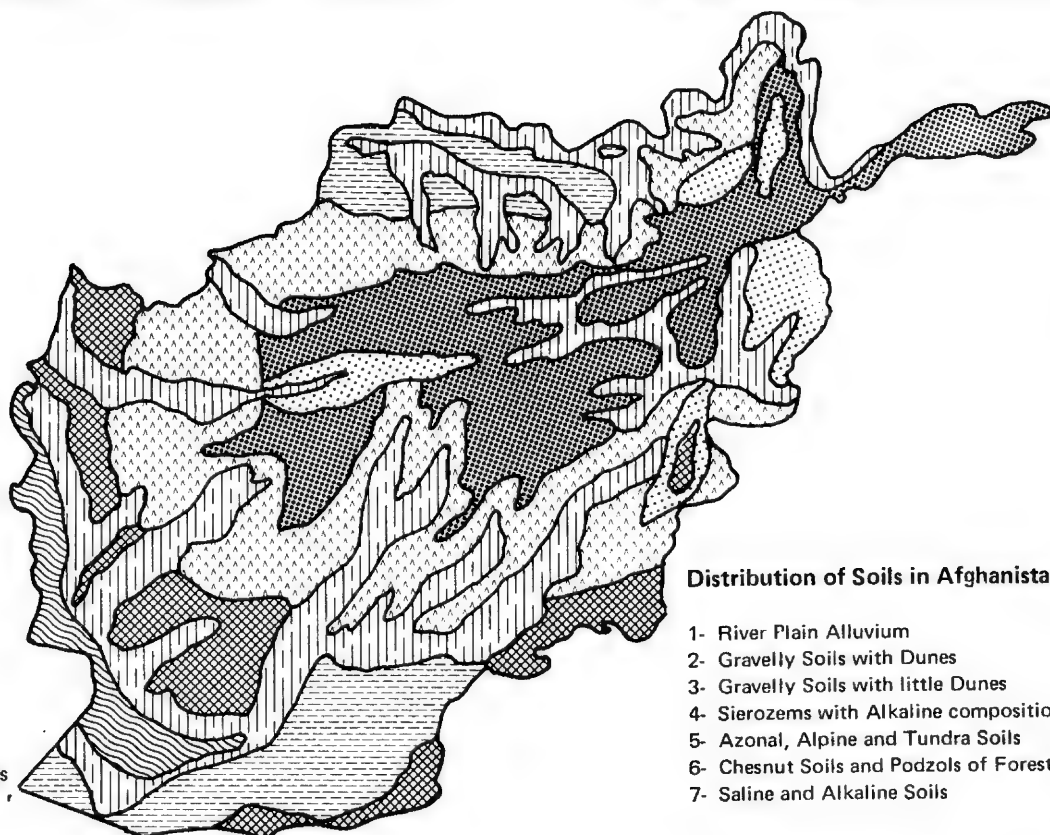 Distribution of Soils in Afghanista
1- River Plain Alluvium
2- Gravelly Soils with Dunes
3- Gravelly Soils with little Dunes
4- Sierozems with Alkaline compositio
5- Azonal, Alpine and Tundra Soils
6- Chesnut Soils and Podzols of Forest
7- Saline and Alkaline Soils
s